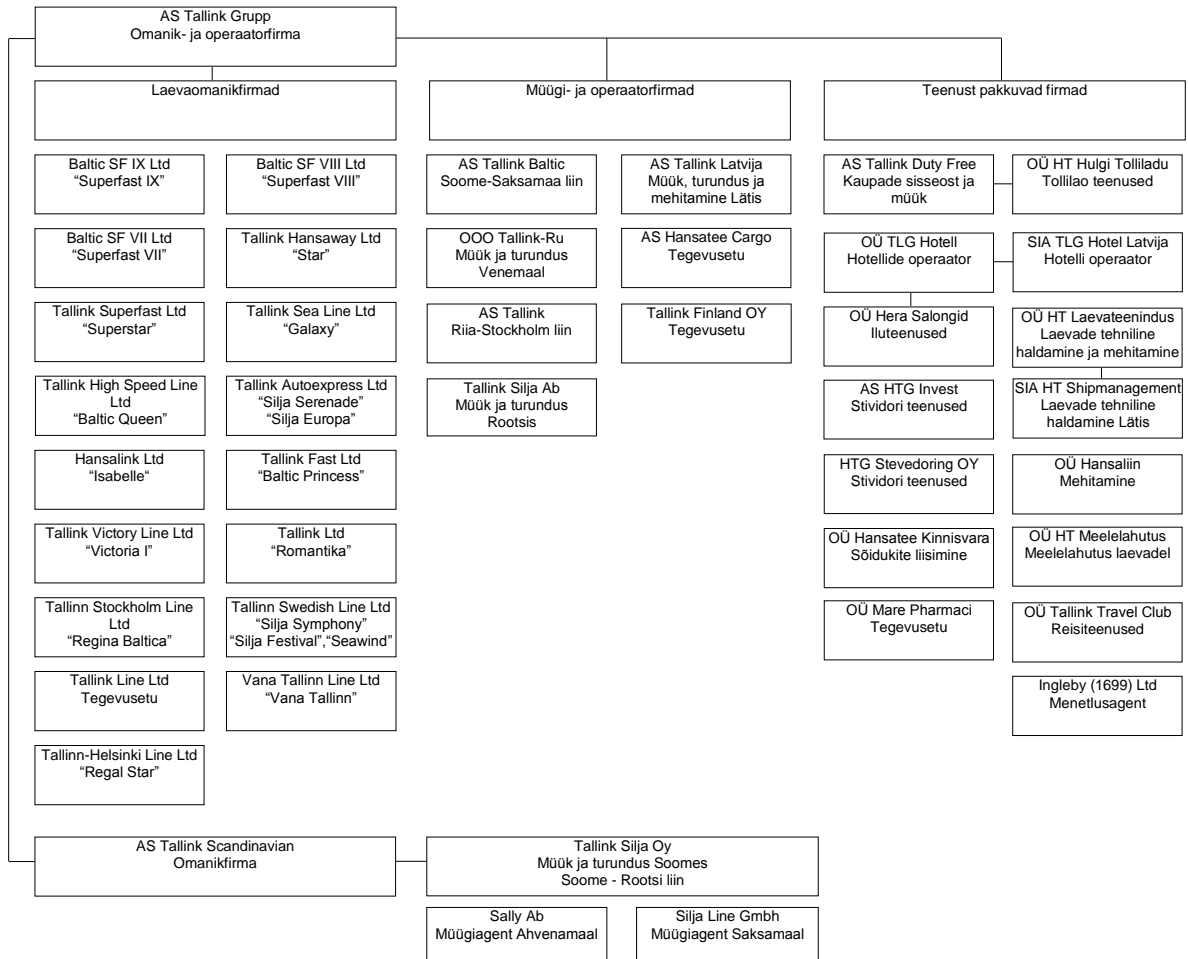 AS Tallink Grupp
Omanik- ja operaatorfirma
Laevaomanikfirmad
Müügi- ja operaatorfirmad
Teenust pakkuvad firmad
Baltic SF IX Ltd
“Superfast IX”
Baltic SF VIII Ltd
“Superfast VIII”
AS Tallink Baltic
Soome-Saksamaa liin
AS Tallink Latvija
Müük, turundus ja
mehitamine Lätis
AS Tallink Duty Free
Kaupade sisseost ja
müük
OÜ HT Hulgi Tolliladu
Tollilao teenused
Baltic SF VII Ltd
“Superfast VII”
Tallink Hansaway Ltd
“Star”
OOO Tallink-Ru
Müük ja turundus
Venemaal
AS Hansatee Cargo
Tegevusetu
OÜ TLG Hotell
Hotellide operaator
SIA TLG Hotel Latvija
Hotelli operaator
Tallink Superfast Ltd
“Superstar”
Tallink Sea Line Ltd
“Galaxy”
AS Tallink
Riia-Stockholm liin
Tallink Finland OY
Tegevusetu
OÜ Hera Salongid
Iluteenused
OÜ HT Laevateenindus
Laevade tehniline
haldamine ja mehitamine
Tallink High Speed Line
Ltd
“Baltic Queen”
Tallink Autoexpress Ltd
“Silja Serenade”
“Silja Europa”
Tallink Silja Ab
Müük ja turundus
Rootsis
AS HTG Invest
Stividori teenused
SIA HT Shipmanagement
Laevade tehniline
haldamine Lätis
Hansalink Ltd
“Isabelle“
Tallink Fast Ltd
“Baltic Princess”
HTG Stevedoring OY
Stividori teenused
OÜ Hansaliin
Mehitamine
Tallink Victory Line Ltd
“Victoria I”
Tallink Ltd
“Romantika”
OÜ Hansatee Kinnisvara
Sõidukite liisimine
OÜ HT Meelelahutus
Meelelahutus laevadel
Tallinn Stockholm Line
Ltd
“Regina Baltica”
Tallinn Swedish Line Ltd
“Silja Symphony”
“Silja Festival”,“Seawind”
OÜ Mare Pharmaci
Tegevusetu
OÜ Tallink Travel Club
Reisiteenused
Tallink Line Ltd
Tegevusetu
Vana Tallinn Line Ltd
“Vana Tallinn”
Ingleby (1699) Ltd
Menetlusagent
Tallinn-Helsinki Line Ltd
“Regal Star”
AS Tallink Scandinavian
Omanikfirma
Tallink Silja Oy
Müük ja turundus Soomes
Soome - Rootsi liin
Sally Ab
Müügiagent Ahvenamaal
Silja Line Gmbh
Müügiagent Saksamaal